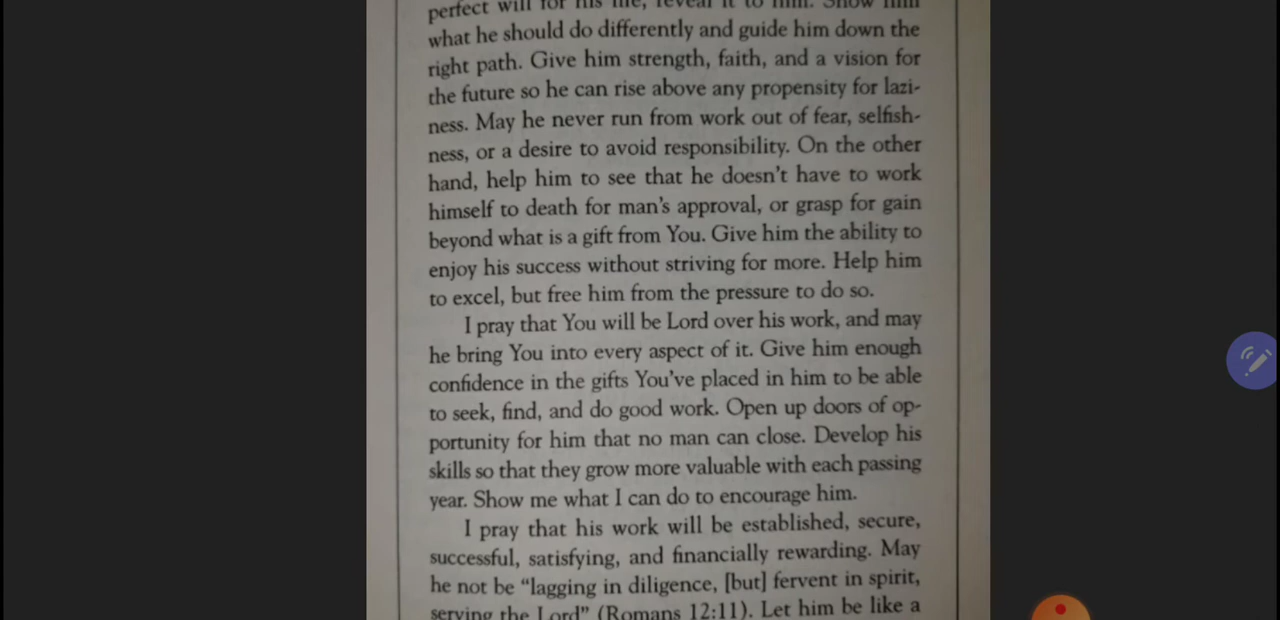 perfect will for his life, reveal it to him. Show him
what he should do differently and guide him down the
right path. Give him strength, faith, and a vision for
the future so he can rise above any propensity for lazi-
ness. May he never run from work out of fear, selfish-
ness, or a desire to avoid responsibility. On the other
hand, help him to see that he doesn't have to work
himself to death for man's approval, or grasp for gain
beyond what is a gift from You. Give him the ability to
enjoy his success without striving for more. Help him
to excel, but free him from the pressure to do so.
I pray that You will be Lord over his work, and may
he bring You into every aspect of it. Give him enough
confidence in the gifts You've placed in him to be able
to seek, find, and do good work. Open up doors of op-
portunity for him that no man can close. Develop his
skills so that they grow more valuable with each passing
year. Show me what I can do to encourage him.
I pray that his work will be established, secure,
successful, satisfying, and financially rewarding. May
he not be "lagging in diligence, [but] fervent in spirit,
serving the Lord" (Romans 12:11). Let him be like a